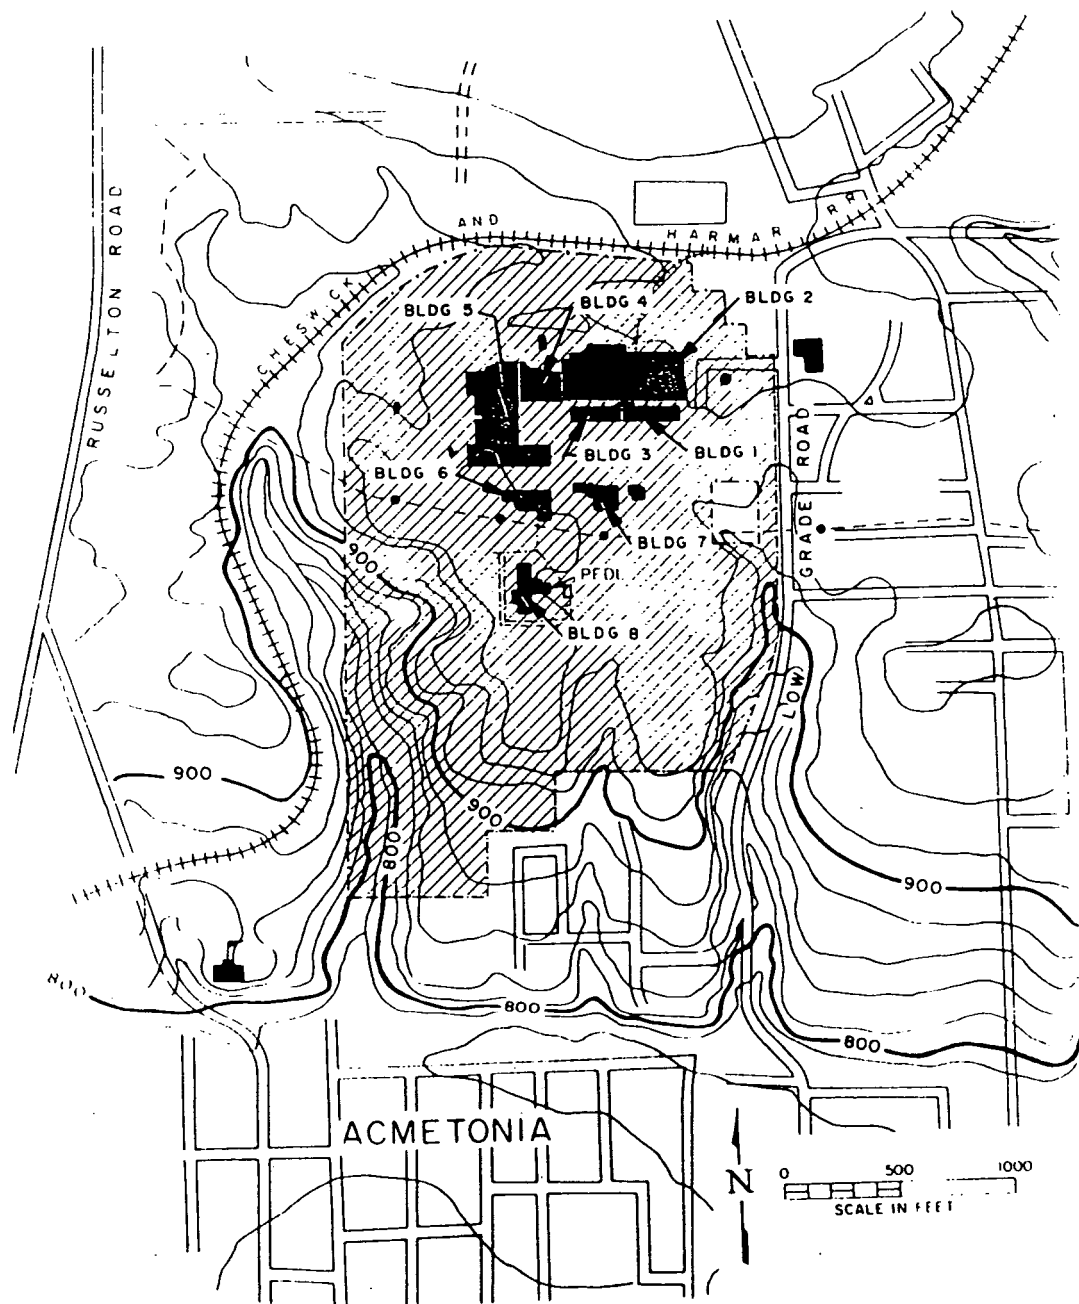 RUSSELTON ROAD
CHESWICK AND HARMAR RR
BLDG 5
BLDG 4
BLDG 2
BLDG 6
BLDG 3
BLDG 1
BLDG 7
BLDG 8
LOW GRADE ROAD
900
900
900
900
800
800
800
800
ACMETONIA
N
0 500 1000
SCALE IN FEET